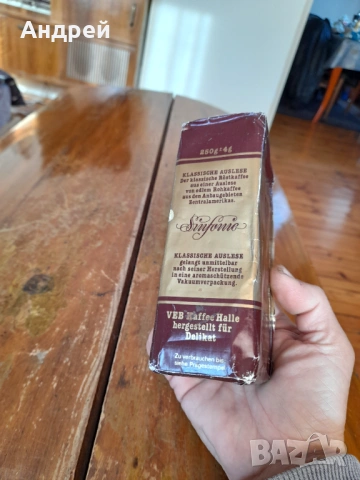 Андрей
250g±4g
KLASSISCHE AUSLESE
Der klassische Röstkaffee
aus einer Auslese
von edlem Rohkaffee
aus dem Anbaugebieten
Zentralamerikas.
Sinfonie
KLASSISCHE AUSLESE
gelangt unmittelbar
nach seiner Herstellung
in eine aromaschützende
Vakuumverpackung.
VEB Kaffee Halle
hergestellt für
Delikat
Zu verbrauchen bis
siehe Prägestempel
BAZAR